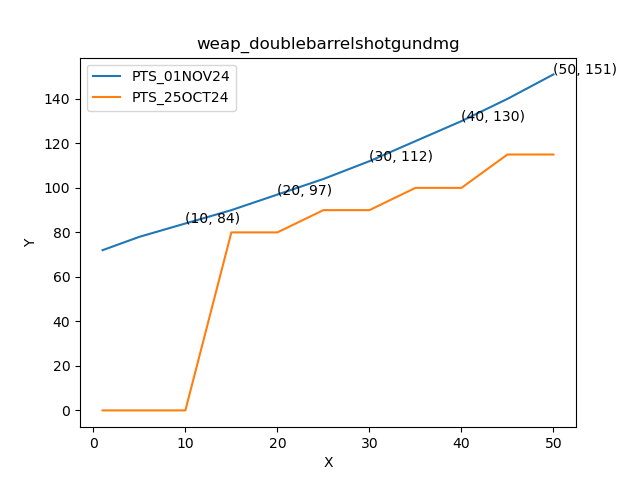 weap_doublebarrelshotgundmg
PTS_01NOV24
PTS_25OCT24
(50, 151)
(40, 130)
(30, 112)
(20, 97)
(10, 84)
Y
140
120
100
80
60
40
20
0
0 10 20 30 40 50
X